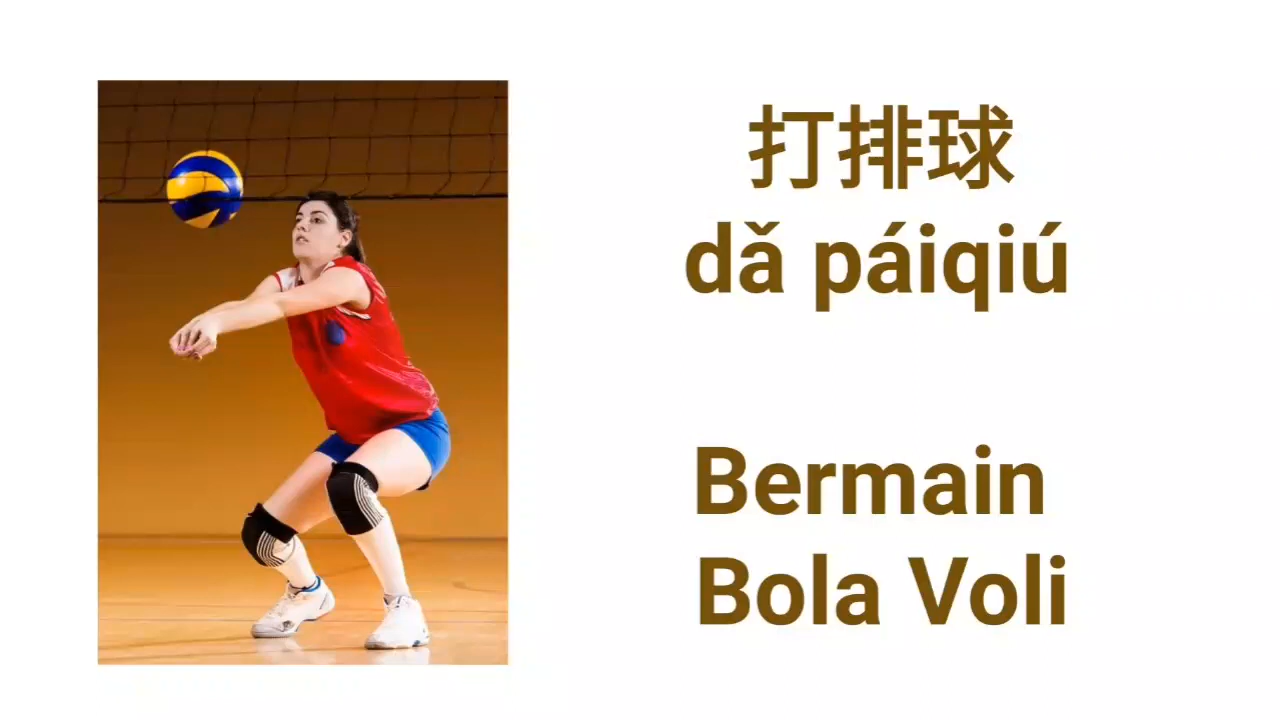 打排球
dǎ páiqiú
Bermain
Bola Voli